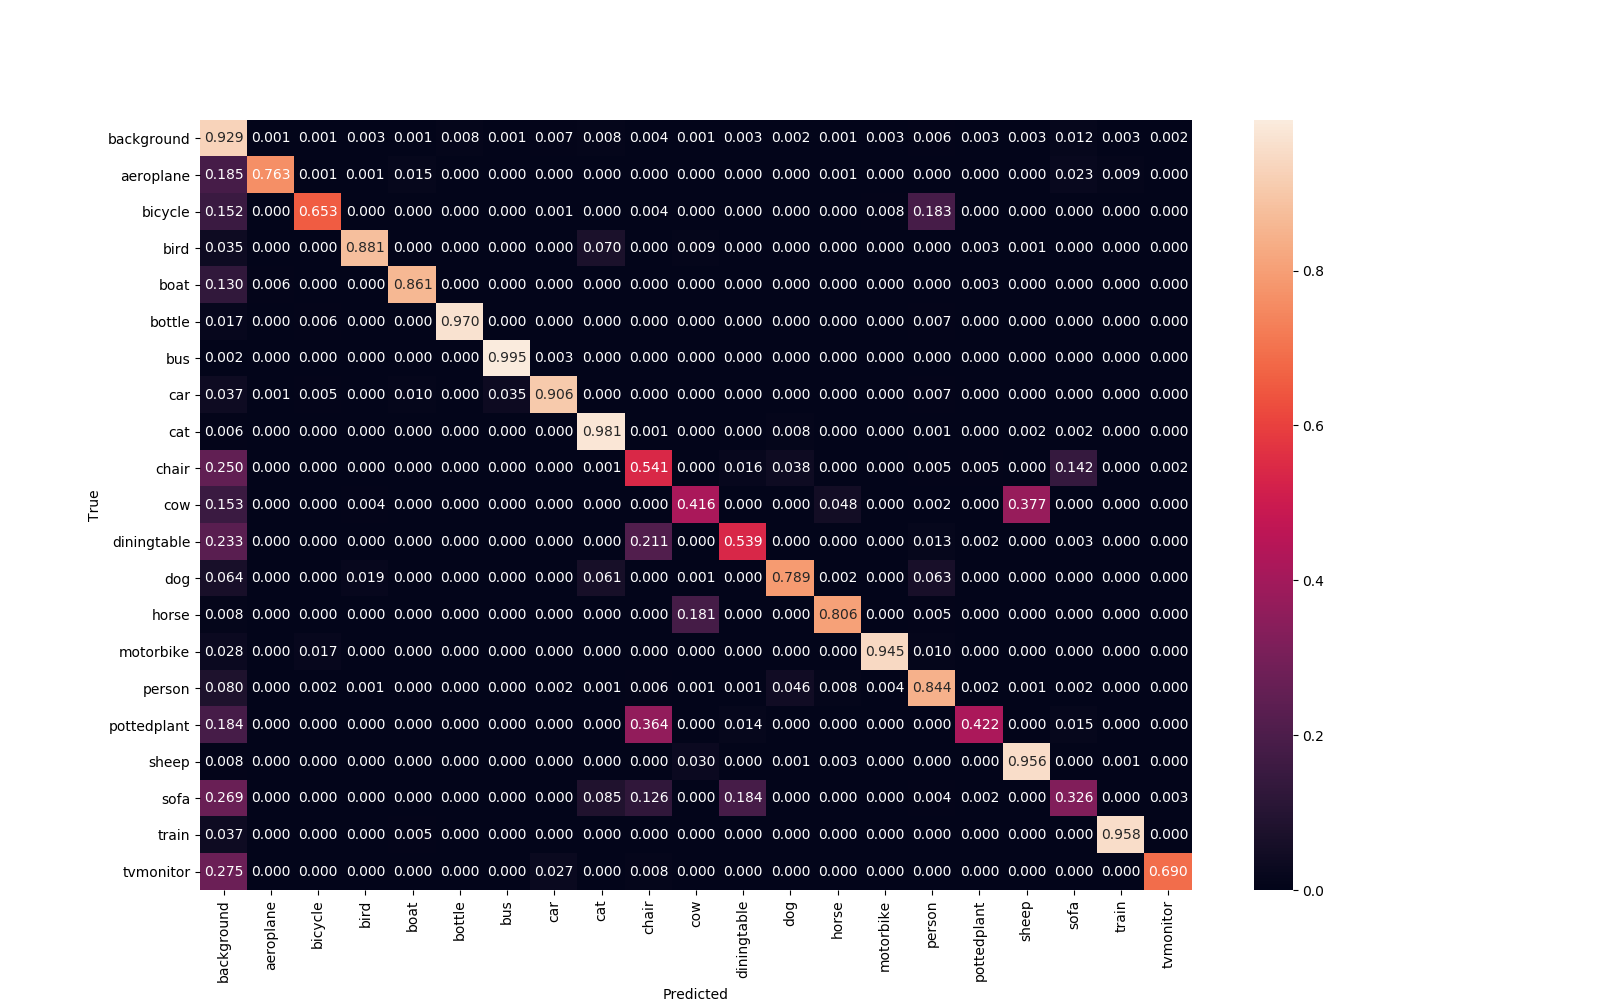 background 0.929 0.001 0.001 0.003 0.001 0.008 0.001 0.007 0.008 0.004 0.001 0.003 0.002 0.001 0.003 0.006 0.003 0.003 0.012 0.003 0.002
aeroplane 0.185 0.763 0.001 0.001 0.015 0.000 0.000 0.000 0.000 0.000 0.000 0.000 0.000 0.001 0.000 0.000 0.000 0.000 0.023 0.009 0.000
bicycle 0.152 0.000 0.653 0.000 0.000 0.000 0.000 0.001 0.000 0.004 0.000 0.000 0.000 0.000 0.008 0.183 0.000 0.000 0.000 0.000 0.000
bird 0.035 0.000 0.000 0.881 0.000 0.000 0.000 0.000 0.070 0.000 0.009 0.000 0.000 0.000 0.000 0.000 0.003 0.001 0.000 0.000 0.000
boat 0.130 0.006 0.000 0.000 0.861 0.000 0.000 0.000 0.000 0.000 0.000 0.000 0.000 0.000 0.000 0.000 0.003 0.000 0.000 0.000 0.000
0.8
bottle 0.017 0.000 0.006 0.000 0.000 0.970 0.000 0.000 0.000 0.000 0.000 0.000 0.000 0.000 0.000 0.007 0.000 0.000 0.000 0.000 0.000
bus 0.002 0.000 0.000 0.000 0.000 0.000 0.995 0.003 0.000 0.000 0.000 0.000 0.000 0.000 0.000 0.000 0.000 0.000 0.000 0.000 0.000
car 0.037 0.001 0.005 0.000 0.010 0.000 0.035 0.906 0.000 0.000 0.000 0.000 0.000 0.000 0.000 0.007 0.000 0.000 0.000 0.000 0.000
cat 0.006 0.000 0.000 0.000 0.000 0.000 0.000 0.000 0.981 0.001 0.000 0.000 0.008 0.000 0.000 0.001 0.000 0.002 0.002 0.000 0.000
0.6
chair 0.250 0.000 0.000 0.000 0.000 0.000 0.000 0.000 0.001 0.541 0.000 0.016 0.038 0.000 0.000 0.005 0.005 0.000 0.142 0.000 0.002
cow 0.153 0.000 0.000 0.004 0.000 0.000 0.000 0.000 0.000 0.000 0.416 0.000 0.000 0.048 0.000 0.002 0.000 0.377 0.000 0.000 0.000
True
diningtable 0.233 0.000 0.000 0.000 0.000 0.000 0.000 0.000 0.000 0.211 0.000 0.539 0.000 0.000 0.000 0.013 0.002 0.000 0.003 0.000 0.000
dog 0.064 0.000 0.000 0.019 0.000 0.000 0.000 0.000 0.061 0.000 0.001 0.000 0.789 0.002 0.000 0.063 0.000 0.000 0.000 0.000 0.000
0.4
horse 0.008 0.000 0.000 0.000 0.000 0.000 0.000 0.000 0.000 0.000 0.181 0.000 0.000 0.806 0.000 0.005 0.000 0.000 0.000 0.000 0.000
motorbike 0.028 0.000 0.017 0.000 0.000 0.000 0.000 0.000 0.000 0.000 0.000 0.000 0.000 0.000 0.945 0.010 0.000 0.000 0.000 0.000 0.000
person 0.080 0.000 0.002 0.001 0.000 0.000 0.000 0.002 0.001 0.006 0.001 0.001 0.046 0.008 0.004 0.844 0.002 0.001 0.002 0.000 0.000
pottedplant 0.184 0.000 0.000 0.000 0.000 0.000 0.000 0.000 0.000 0.364 0.000 0.014 0.000 0.000 0.000 0.000 0.422 0.000 0.015 0.000 0.000
0.2
sheep 0.008 0.000 0.000 0.000 0.000 0.000 0.000 0.000 0.000 0.000 0.030 0.000 0.001 0.003 0.000 0.000 0.000 0.956 0.000 0.001 0.000
sofa 0.269 0.000 0.000 0.000 0.000 0.000 0.000 0.000 0.085 0.126 0.000 0.184 0.000 0.000 0.000 0.004 0.002 0.000 0.326 0.000 0.003
train 0.037 0.000 0.000 0.000 0.005 0.000 0.000 0.000 0.000 0.000 0.000 0.000 0.000 0.000 0.000 0.000 0.000 0.000 0.000 0.958 0.000
tvmonitor 0.275 0.000 0.000 0.000 0.000 0.000 0.000 0.027 0.000 0.008 0.000 0.000 0.000 0.000 0.000 0.000 0.000 0.000 0.000 0.000 0.690
0.0
background aeroplane bicycle bird boat bottle bus car cat chair cow diningtable dog horse motorbike person pottedplant sheep sofa train tvmonitor
Predicted